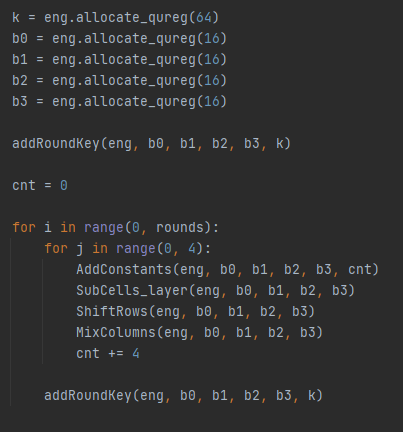 k = eng.allocate_qureg(64)
b0 = eng.allocate_qureg(16)
b1 = eng.allocate_qureg(16)
b2 = eng.allocate_qureg(16)
b3 = eng.allocate_qureg(16)

addRoundKey(eng, b0, b1, b2, b3, k)

cnt = 0

for i in range(0, rounds):
    for j in range(0, 4):
        AddConstants(eng, b0, b1, b2, b3, cnt)
        SubCells_layer(eng, b0, b1, b2, b3)
        ShiftRows(eng, b0, b1, b2, b3)
        MixColumns(eng, b0, b1, b2, b3)
        cnt += 4

    addRoundKey(eng, b0, b1, b2, b3, k)